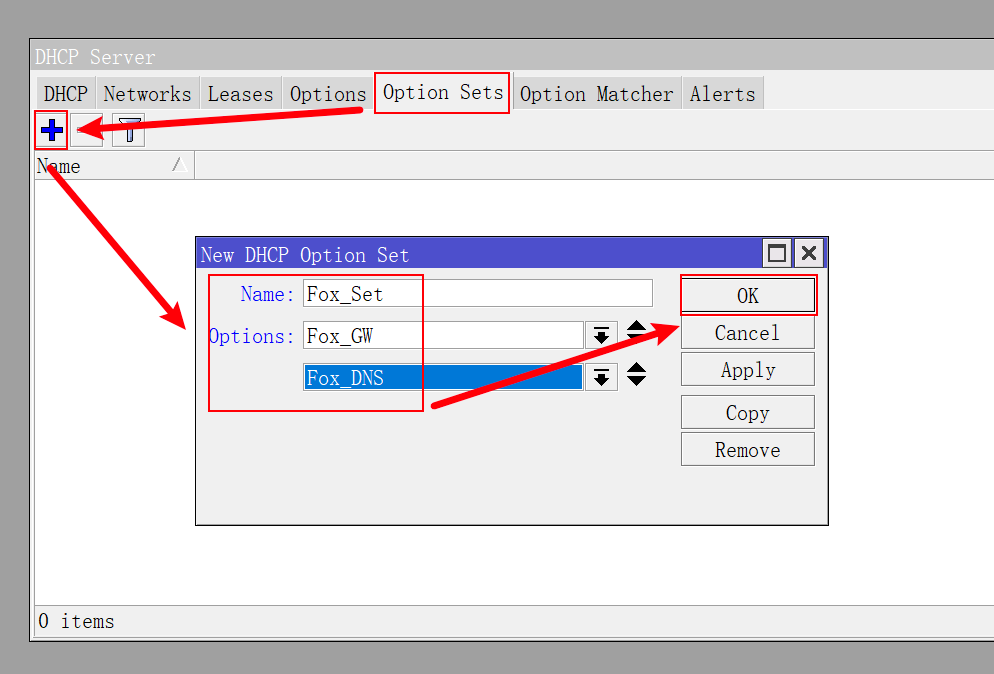 DHCP Server
DHCP Networks Leases Options Option Sets Option Matcher Alerts
Name
New DHCP Option Set
Name: Fox_Set
OK
Options: Fox_GW
Cancel
Fox_DNS
Apply
Copy
Remove
0 items